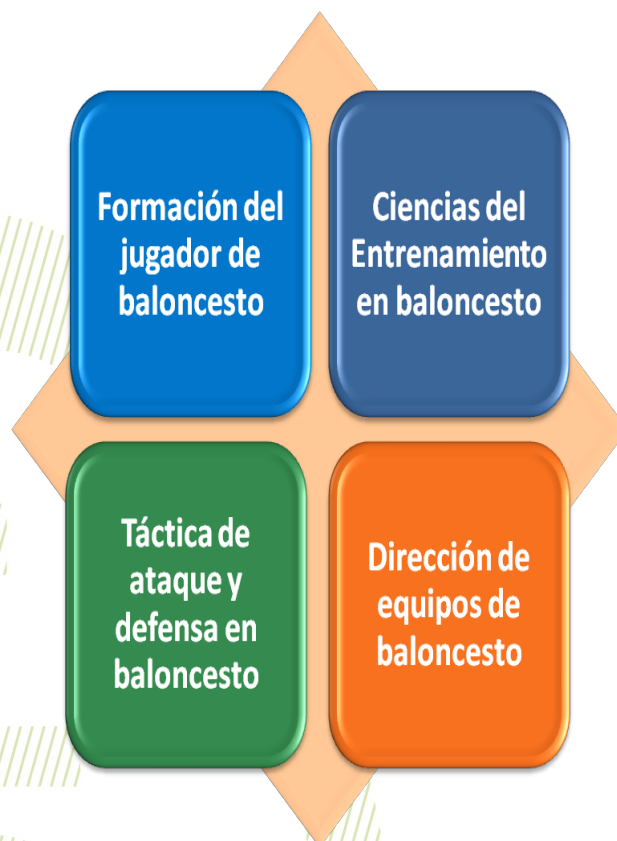 Formación del
jugador de
baloncesto
Ciencias del
Entrenamiento
en baloncesto
Táctica de
ataque y
defensa en
baloncesto
Dirección de
equipos de
baloncesto